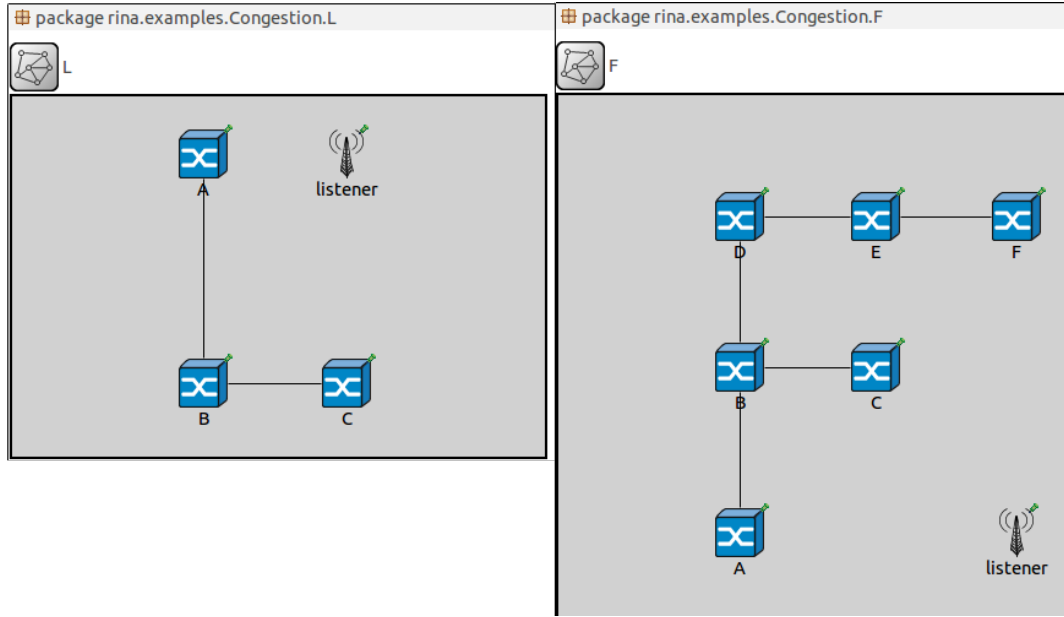 package rina.examples.Congestion.L
L
A
listener
B
C
package rina.examples.Congestion.F
F
D
E
F
B
C
A
listener